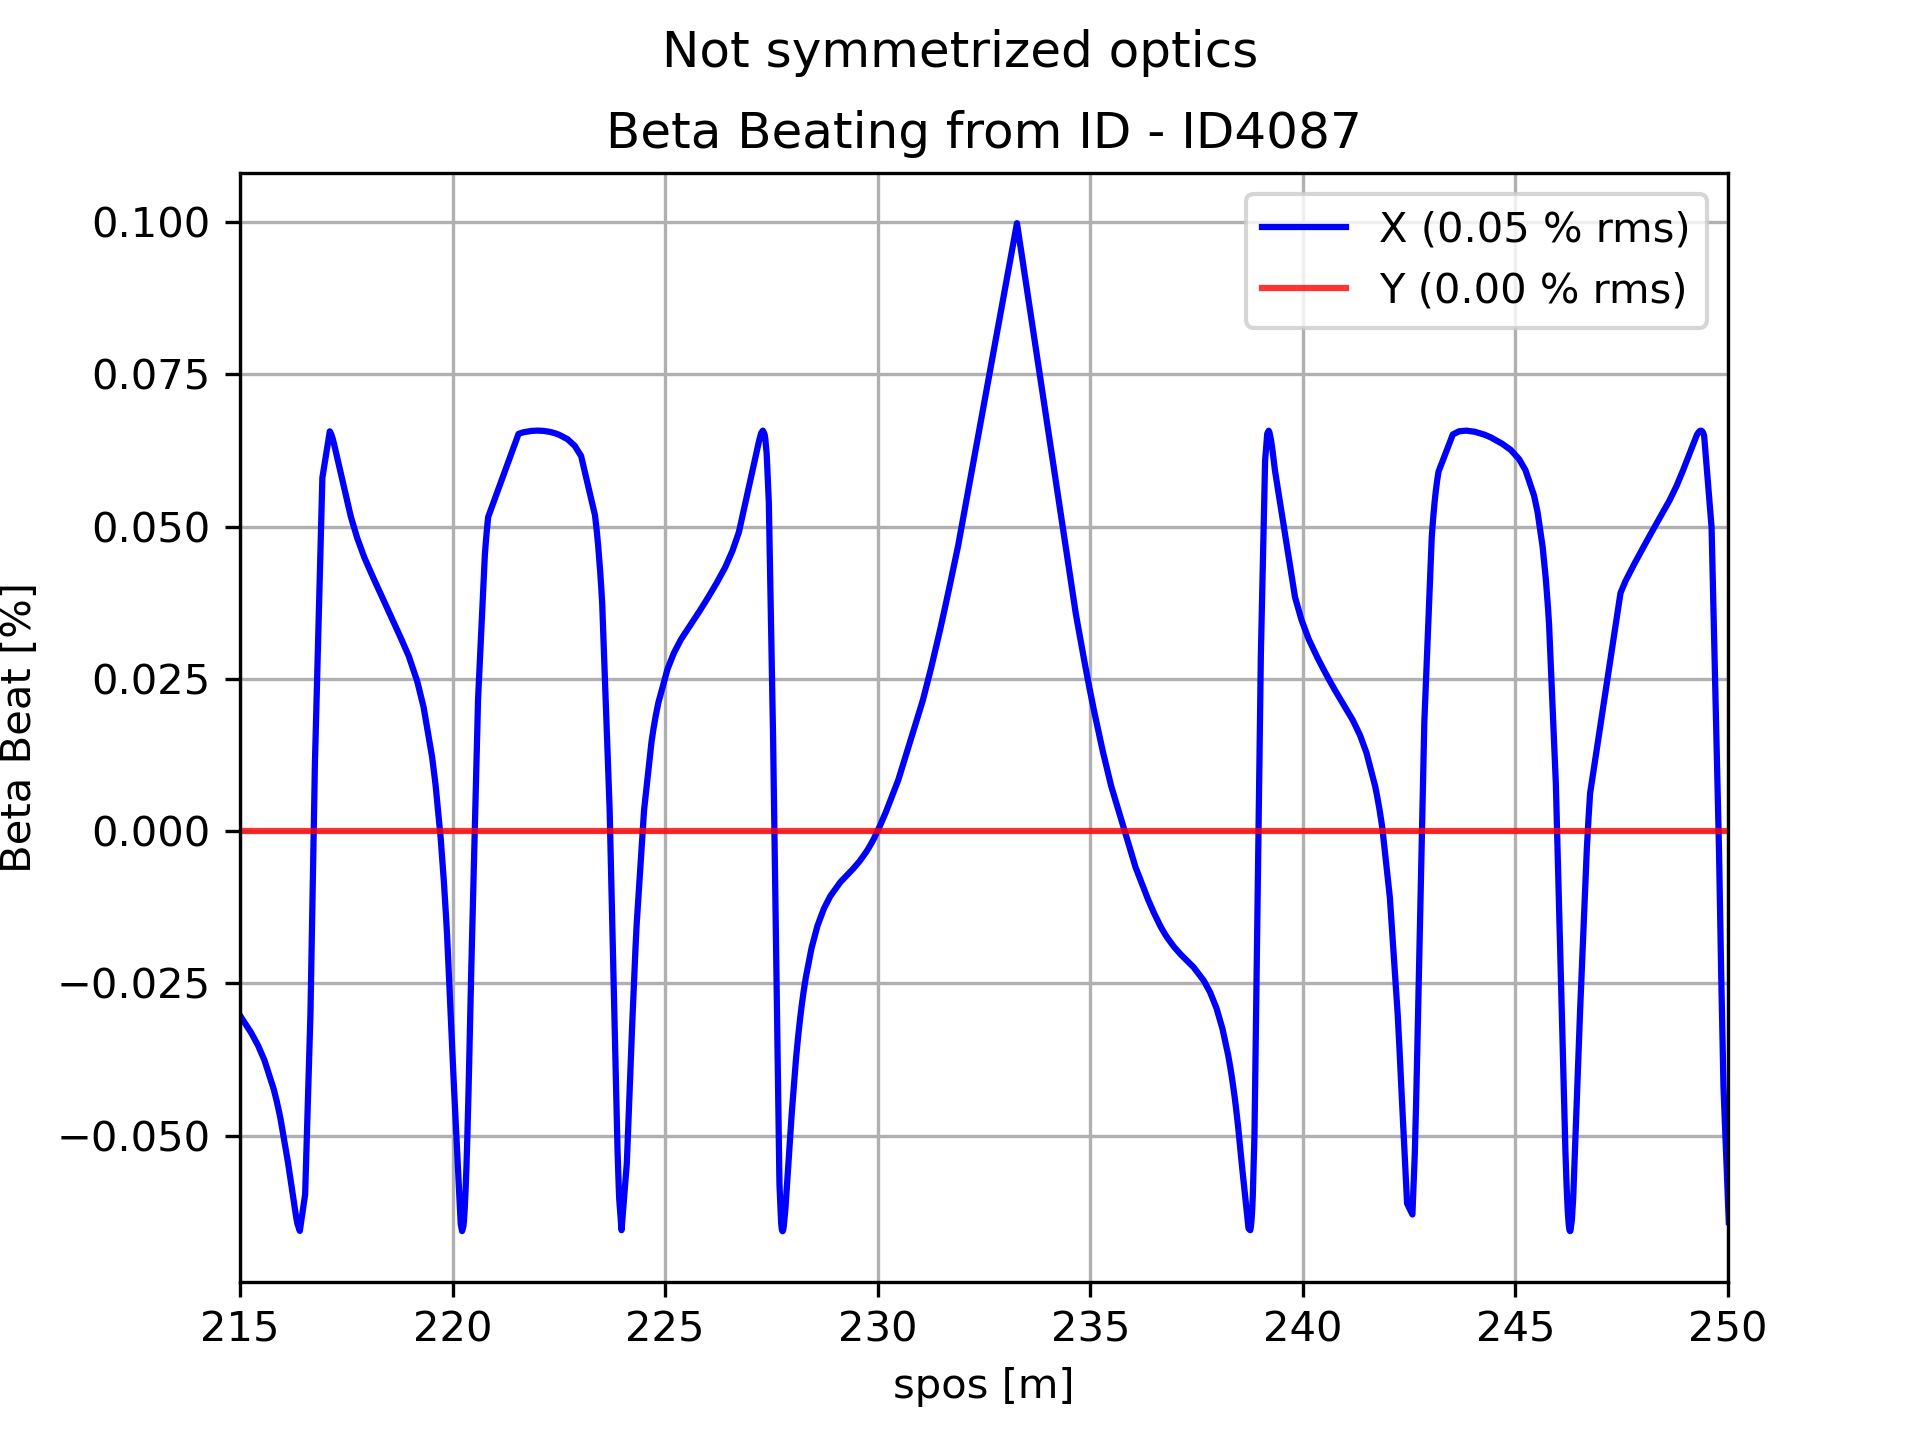 Not symmetrized optics
Beta Beating from ID - ID4087
X (0.05 % rms)
Y (0.00 % rms)
0.100
0.075
0.050
0.025
0.000
−0.025
−0.050
Beta Beat [%]
215 220 225 230 235 240 245 250
spos [m]